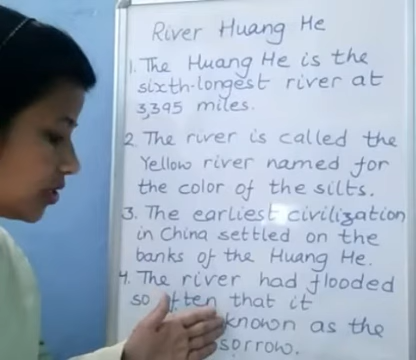 River Huang He
1. The Huang He is the
sixth-longest river at
3,395 miles.
2 The river is called the
Yellow river named for
the color of the silts.
3. The earliest civilization
in China settled on the
banks of the Huang He.
4. The river had flooded
so often that it
known as the
sorrow.